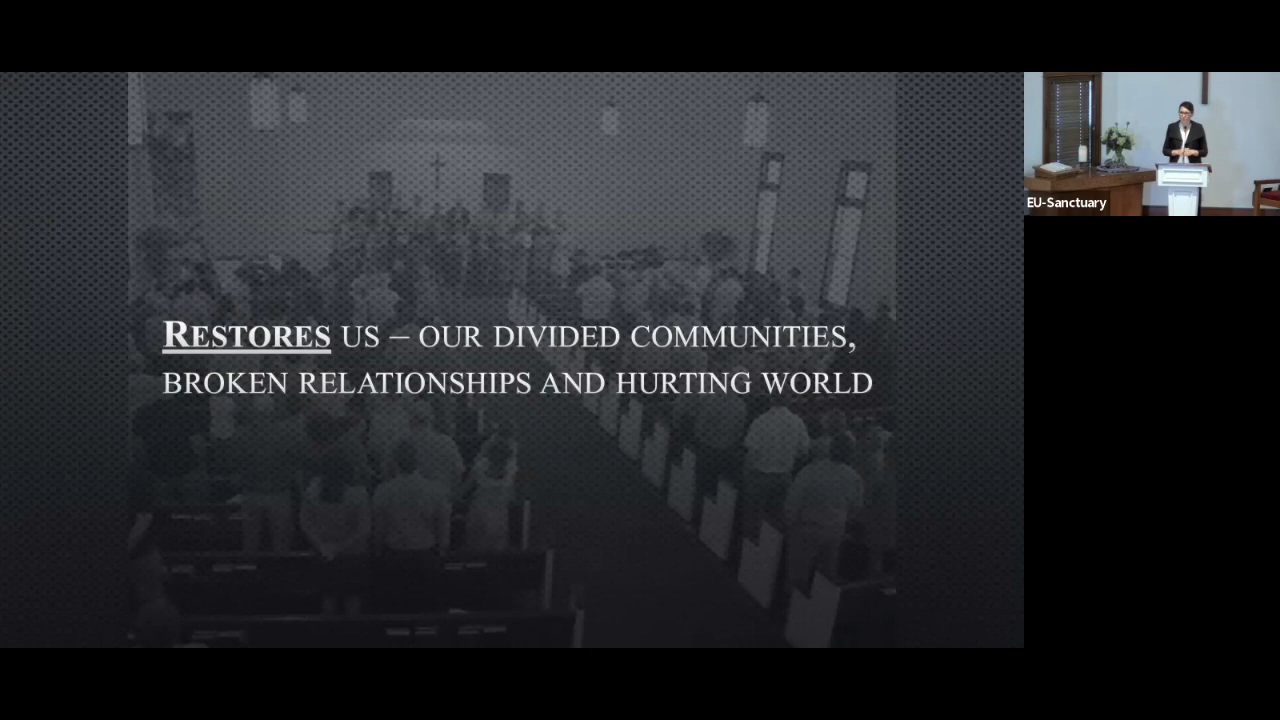 RESTORES US – OUR DIVIDED COMMUNITIES,
BROKEN RELATIONSHIPS AND HURTING WORLD
EU-Sanctuary